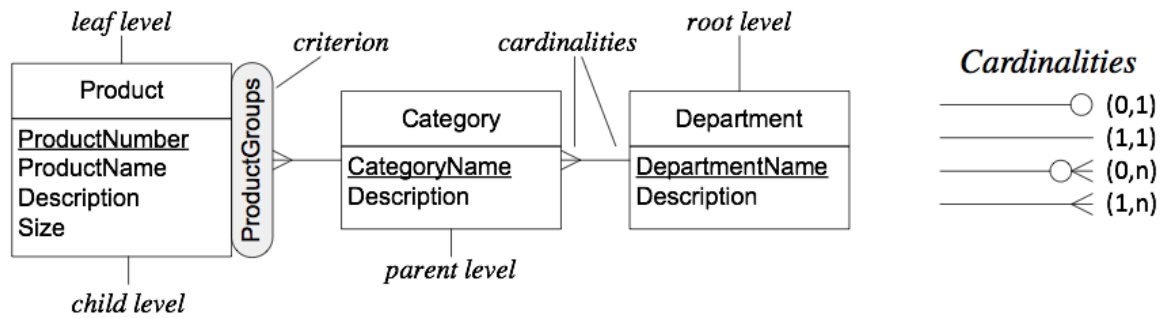 leaf level
criterion
cardinalities
root level
Product
ProductNumber
ProductName
Description
Size
ProductGroups
child level
Category
CategoryName
Description
parent level
Department
DepartmentName
Description
Cardinalities
(0,1)
(1,1)
(0,n)
(1,n)